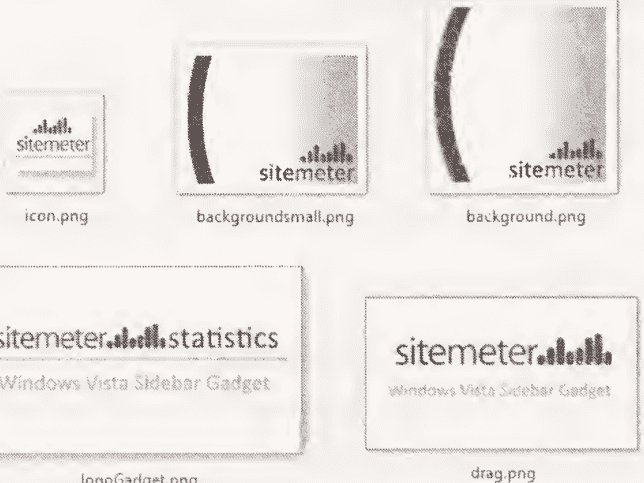 sitemeter
sitemeter
sitemeter
icon.png
backgroundsmall.png
background.png
sitemeter statistics
Windows Vista Sidebar Gadget
sitemeter
Windows Vista Sidebar Gadget
logoGadget.png
drag.png